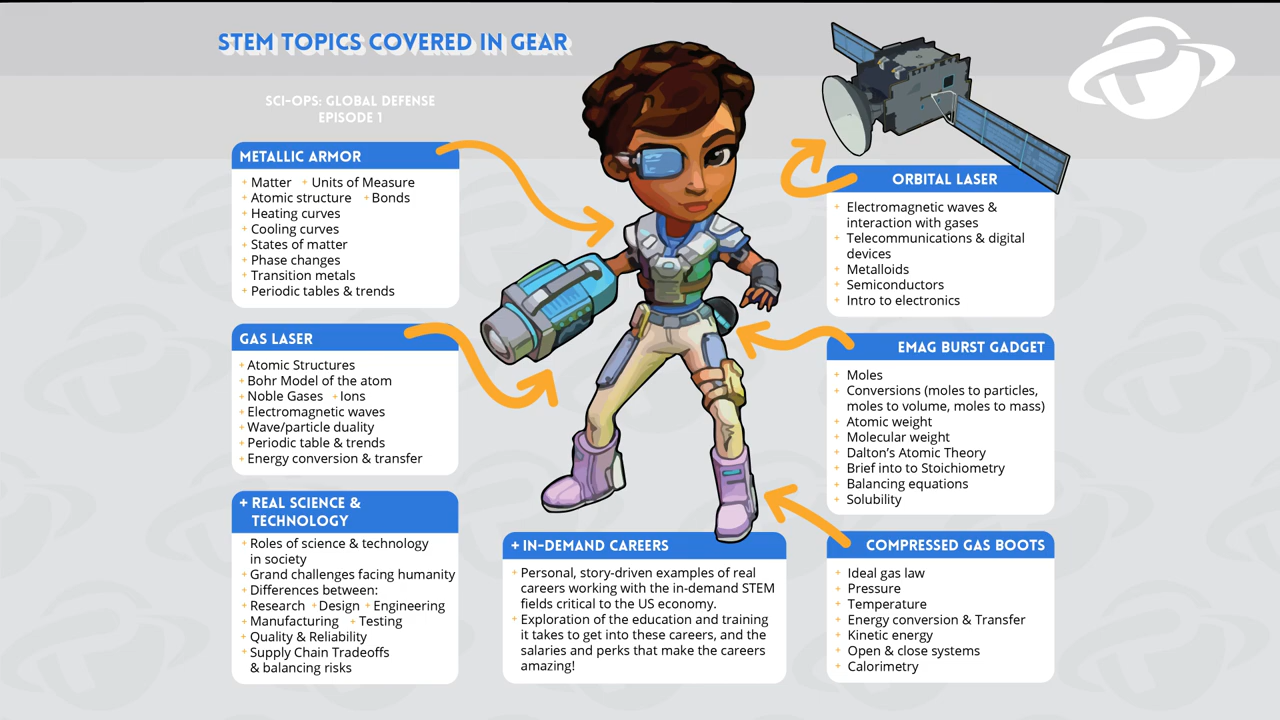 STEM TOPICS COVERED IN GEAR
SCI-OPS: GLOBAL DEFENSE
EPISODE 1
METALLIC ARMOR
+ Matter + Units of Measure
+ Atomic structure + Bonds
+ Heating curves
+ Cooling curves
+ States of matter
+ Phase changes
+ Transition metals
+ Periodic tables & trends
GAS LASER
+ Atomic Structures
+ Bohr Model of the atom
+ Noble Gases + Ions
+ Electromagnetic waves
+ Wave/particle duality
+ Periodic table & trends
+ Energy conversion & transfer
+ REAL SCIENCE &
TECHNOLOGY
+ Roles of science & technology
in society
+ Grand challenges facing humanity
+ Differences between:
+ Research + Design + Engineering
+ Manufacturing + Testing
+ Quality & Reliability
+ Supply Chain Tradeoffs
& balancing risks
+ IN-DEMAND CAREERS
+ Personal, story-driven examples of real
careers working with the in-demand STEM
fields critical to the US economy.
+ Exploration of the education and training
it takes to get into these careers, and the
salaries and perks that make the careers
amazing!
ORBITAL LASER
+ Electromagnetic waves &
interaction with gases
+ Telecommunications & digital
devices
+ Metalloids
+ Semiconductors
+ Intro to electronics
EMAG BURST GADGET
+ Moles
+ Conversions (moles to particles,
moles to volume, moles to mass)
+ Atomic weight
+ Molecular weight
+ Dalton's Atomic Theory
+ Brief into to Stoichiometry
+ Balancing equations
+ Solubility
COMPRESSED GAS BOOTS
+ Ideal gas law
+ Pressure
+ Temperature
+ Energy conversion & Transfer
+ Kinetic energy
+ Open & close systems
+ Calorimetry